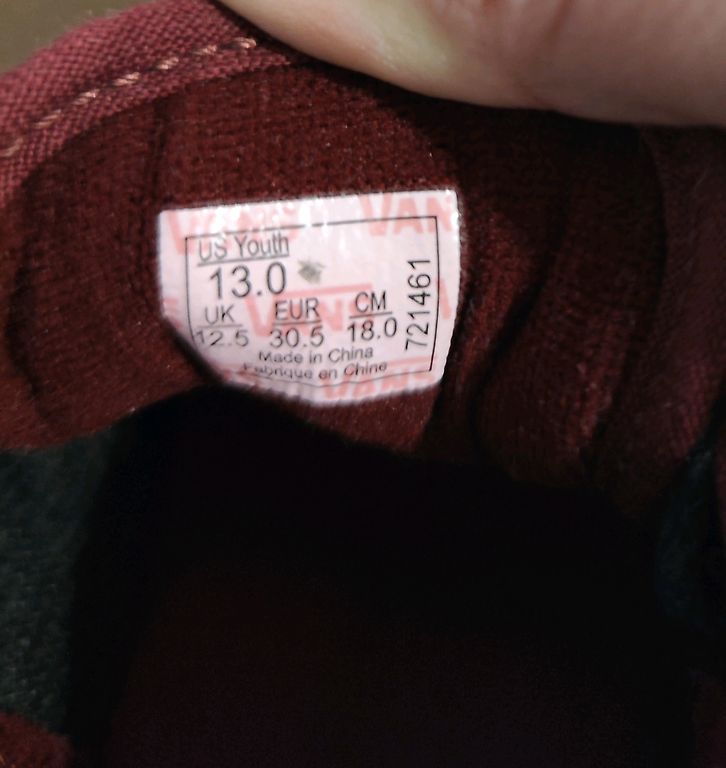 US Youth
13.0
UK EUR CM
12.5 30.5 18.0
Made in China
Fabriqué en Chine
721461
VANS